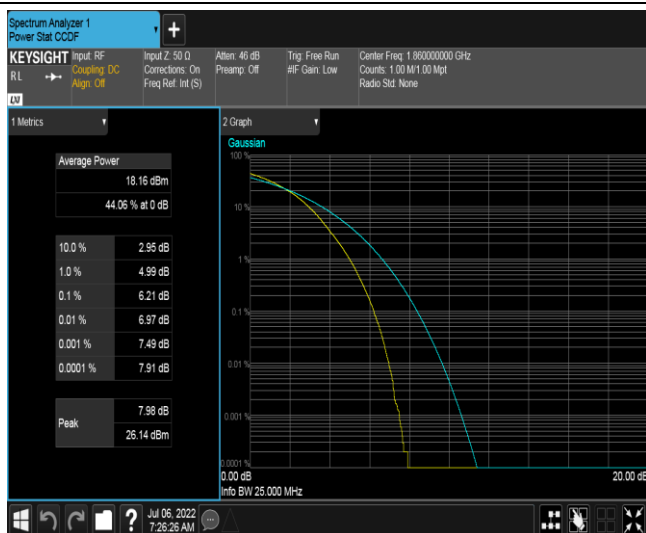 Spectrum Analyzer 1
Power Stat CCDF
+
KEYSIGHT
RL
LXI
Input: RF
Coupling: DC
Align: Off
Input Z: 50 Ω
Corrections: On
Freq Ref: Int (S)
Atten: 46 dB
Preamp: Off
Trig: Free Run
#IF Gain: Low
Center Freq: 1.860000000 GHz
Counts: 1.00 M/1.00 Mpt
Radio Std: None
1 Metrics
Average Power
18.16 dBm
44.06 % at 0 dB
10.0 % 2.95 dB
1.0 % 4.99 dB
0.1 % 6.21 dB
0.01 % 6.97 dB
0.001 % 7.49 dB
0.0001 % 7.91 dB
Peak
7.98 dB
26.14 dBm
2 Graph
Gaussian
100 %
10 %
1 %
0.1 %
0.01 %
0.001 %
0.0001 %
0.00 dB
20.00 dB
Info BW 25.000 MHz
?
Jul 06, 2022
7:26:26 AM